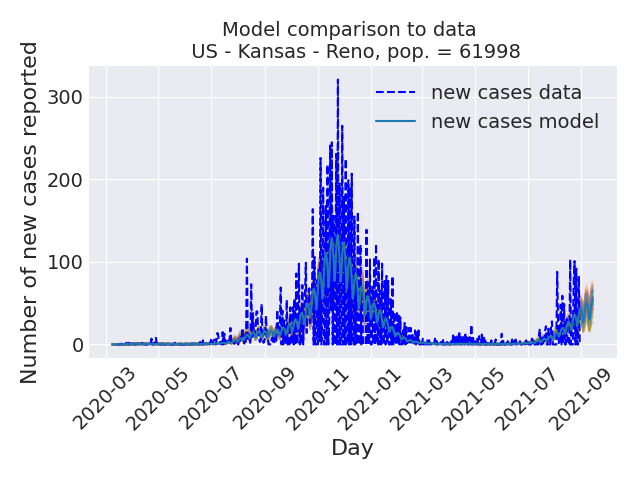 Model comparison to data
US - Kansas - Reno, pop. = 61998
Number of new cases reported
300
200
100
0
new cases data
new cases model
2020-03
2020-05
2020-07
2020-09
2020-11
2021-01
2021-03
2021-05
2021-07
2021-09
Day